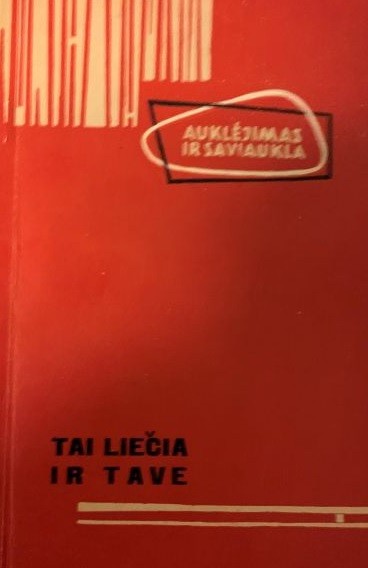 AUKLĖJIMAS
IR SAVIAUKLA
TAI LIEČIA
IR TAVE